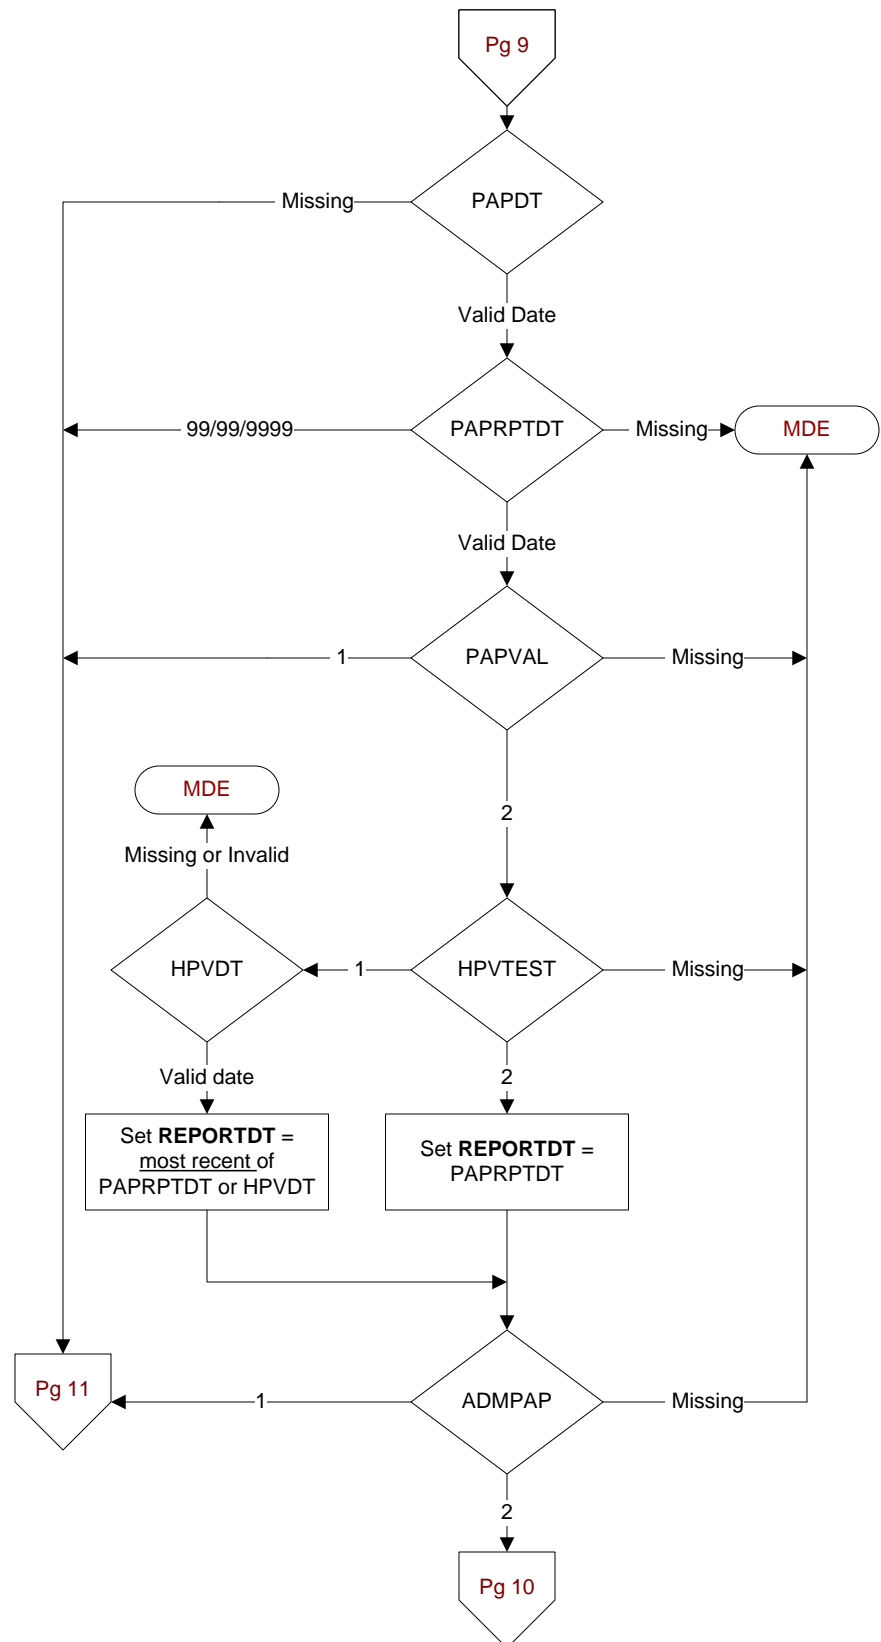 Pg 9
PAPDT
Missing
Valid Date
PAPRPTDT
99/99/9999
Missing
MDE
Valid Date
PAPVAL
1
Missing
MDE
2
Missing or Invalid
HPVDT
1
HPVTEST
Missing
Valid date
2
Set REPORTDT =
most recent of
PAPRPTDT or HPVDT
Set REPORTDT =
PAPRPTDT
Pg 11
1
ADMPAP
Missing
2
Pg 10